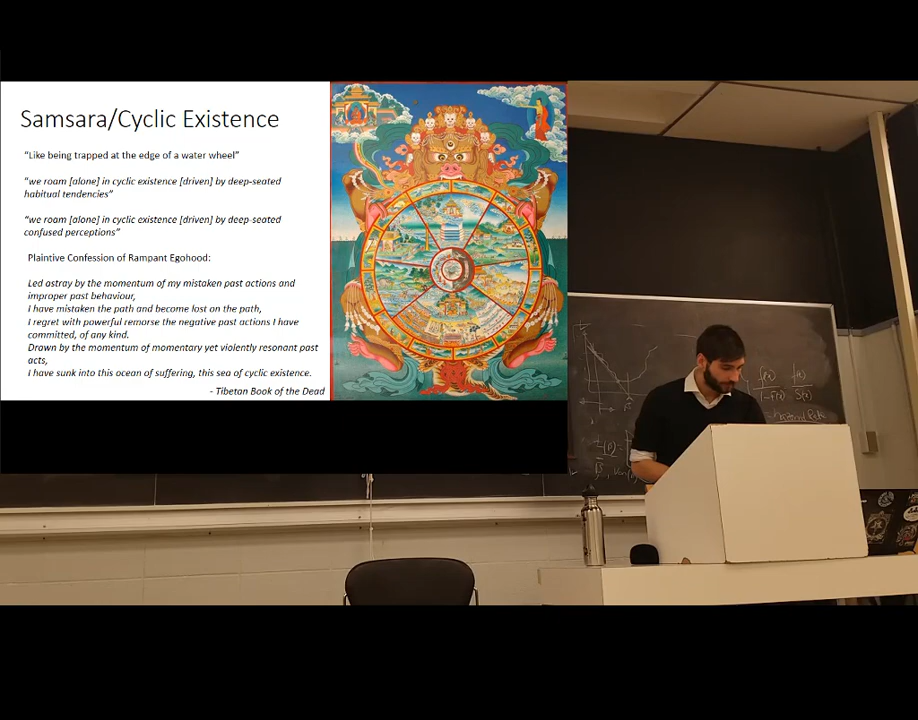 Samsara/Cyclic Existence
“Like being trapped at the edge of a water wheel”
“we roam [alone] in cyclic existence [driven] by deep-seated
habitual tendencies”
“we roam [alone] in cyclic existence [driven] by deep-seated
confused perceptions”
Plaintive Confession of Rampant Egohood:
Led astray by the momentum of my mistaken past actions and
improper past behaviour,
I have mistaken the path and become lost on the path,
I regret with powerful remorse the negative past actions I have
committed, of any kind.
Drawn by the momentum of momentary yet violently resonant past
acts,
I have sunk into this ocean of suffering, this sea of cyclic existence.
- Tibetan Book of the Dead